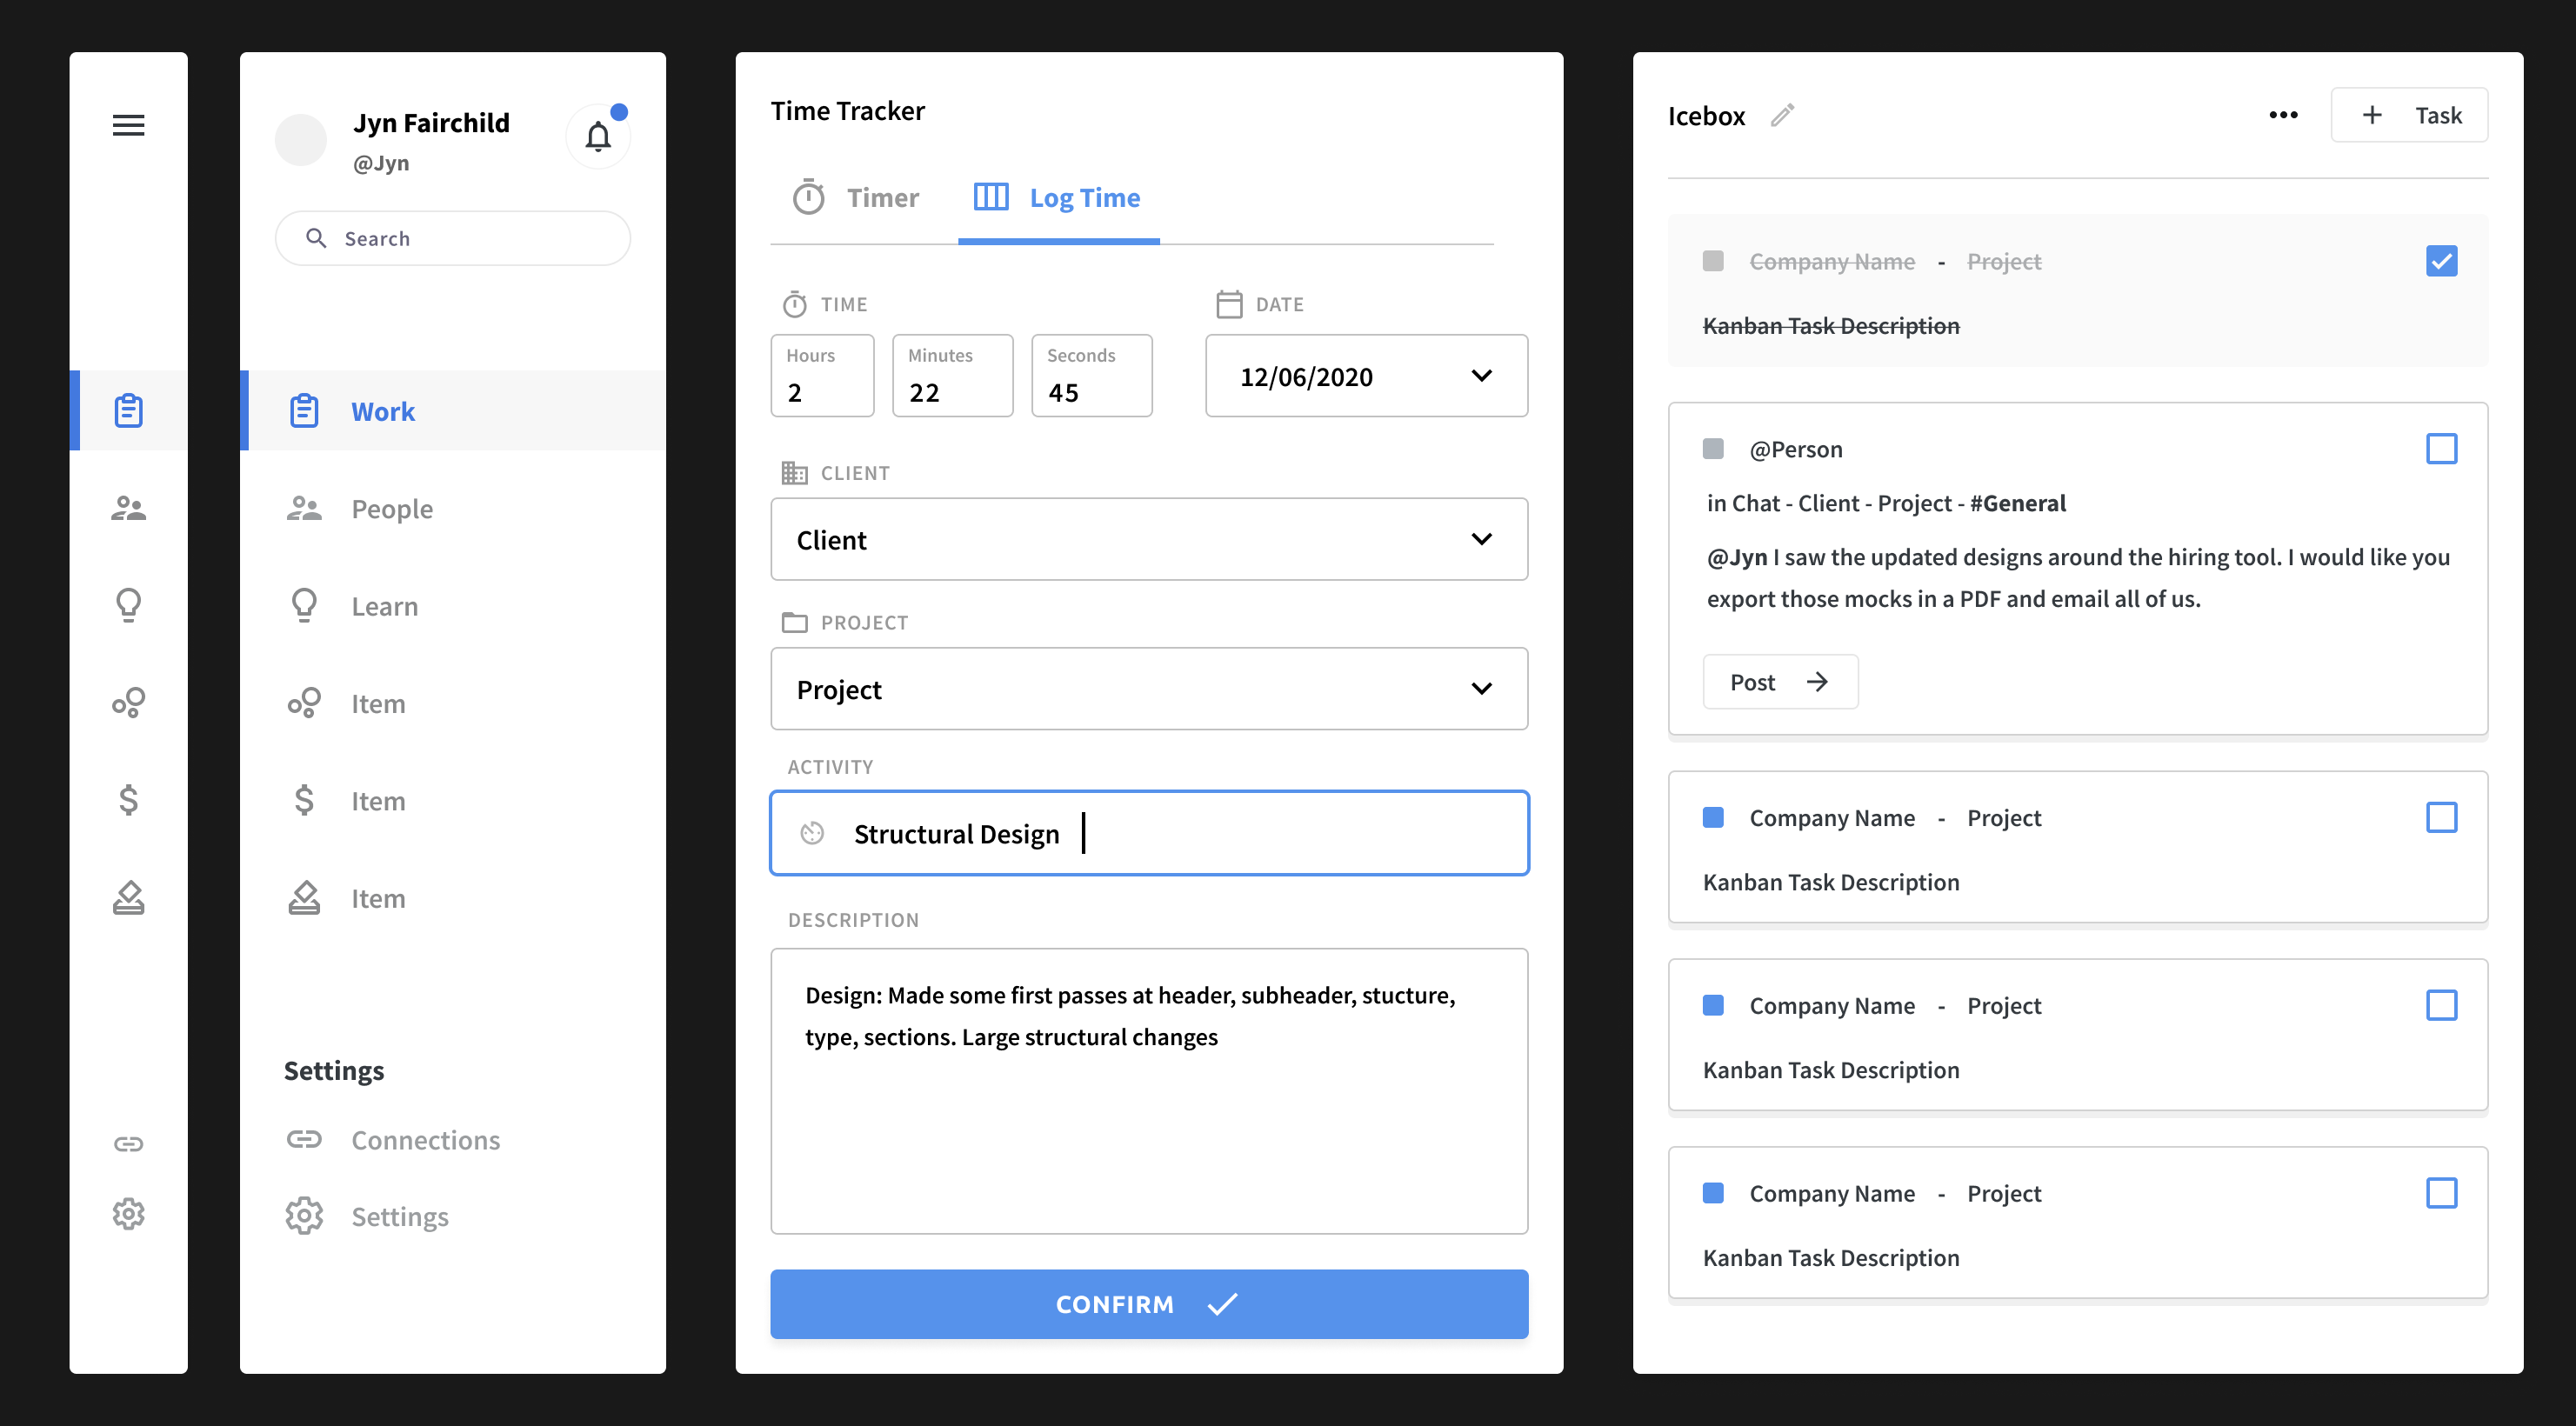 Jyn Fairchild
@Jyn
Search
Work
People
Learn
Item
Item
Item
Settings
Connections
Settings
Time Tracker
Timer
Log Time
TIME
DATE
Hours
2
Minutes
22
Seconds
45
12/06/2020
CLIENT
Client
PROJECT
Project
ACTIVITY
Structural Design
DESCRIPTION
Design: Made some first passes at header, subheader, stucture,
type, sections. Large structural changes
CONFIRM
Icebox
Task
Company Name - Project
Kanban Task Description
@Person
in Chat - Client - Project - #General
@Jyn I saw the updated designs around the hiring tool. I would like you
export those mocks in a PDF and email all of us.
Post
Company Name - Project
Kanban Task Description
Company Name - Project
Kanban Task Description
Company Name - Project
Kanban Task Description